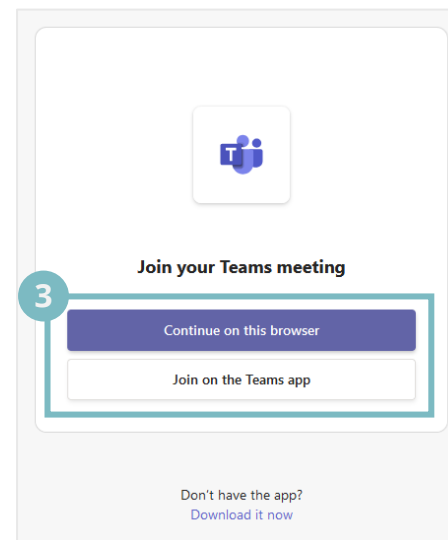 T
Join your Teams meeting
3
Continue on this browser
Join on the Teams app
Don't have the app?
Download it now